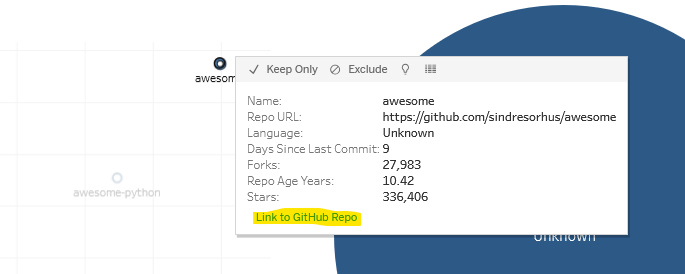 Keep Only
Exclude
awesom
Name: awesome
Repo URL: https://github.com/sindresorhus/awesome
Language: Unknown
Days Since Last Commit: 9
Forks: 27,983
Repo Age Years: 10.42
Stars: 336,406
Link to GitHub Repo
awesome-python
Unknown